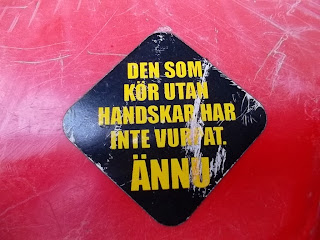 DEN SOM
KÖR UTAN
HANDSKAR HAR
INTE VURPAT.
ÄNNU